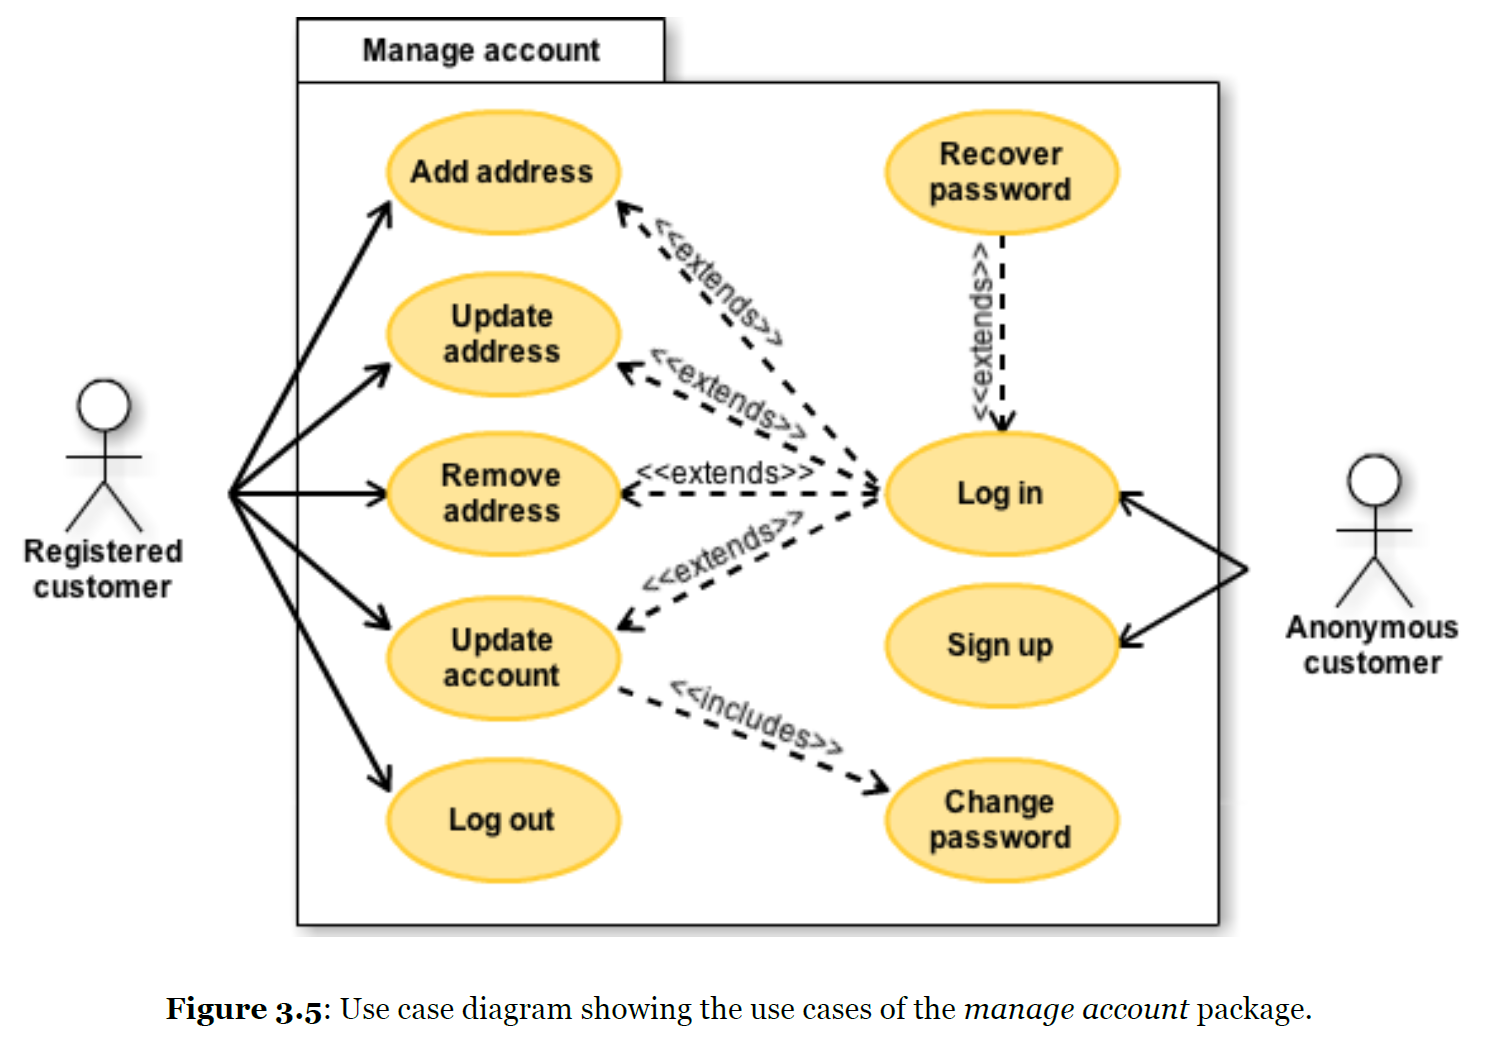 Manage account
Add address
Recover
password
<<extends>>
<<extends>>
Update
address
<<extends>>
Remove
address
<<extends>>
Log in
<<extends>>
Registered
customer
Update
account
Sign up
Anonymous
customer
<<includes>>
Log out
Change
password
Figure 3.5: Use case diagram showing the use cases of the manage account package.